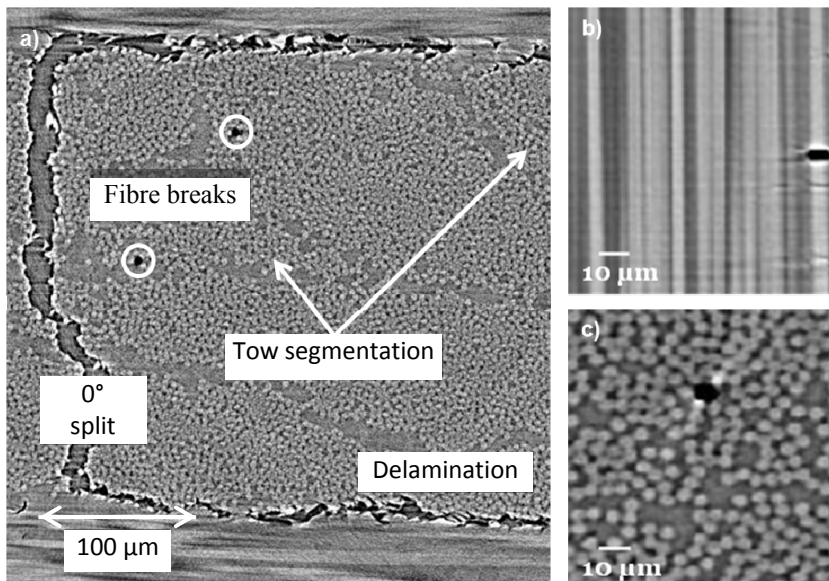 a)
Fibre breaks
Tow segmentation
0°
split
Delamination
100 µm
b)
10 µm
c)
10 µm